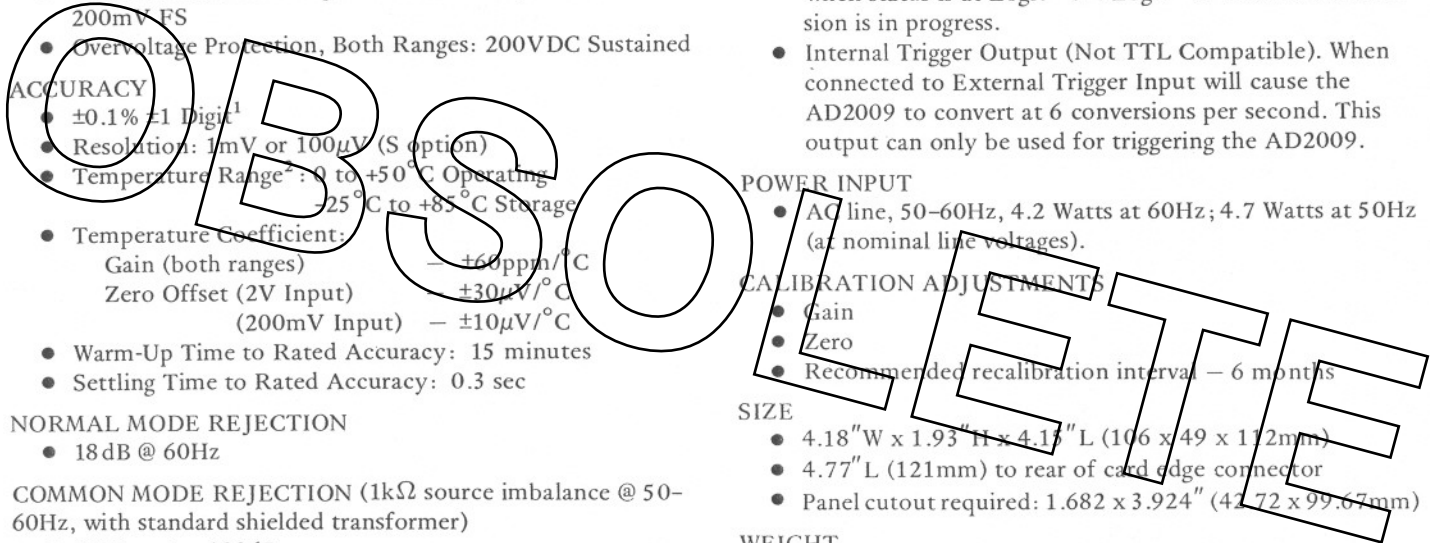 200mV FS
● Overvoltage Protection, Both Ranges: 200VDC Sustained
ACCURACY
● ±0.1% ±1 Digit¹
● Resolution: 1mV or 100μV (S option)
● Temperature Range²: 0 to +50°C Operating
-25°C to +85°C Storage
● Temperature Coefficient:
Gain (both ranges) – ±60ppm/°C
Zero Offset (2V Input) – ±30μV/°C
(200mV Input) – ±10μV/°C
● Warm-Up Time to Rated Accuracy: 15 minutes
● Settling Time to Rated Accuracy: 0.3 sec
NORMAL MODE REJECTION
● 18dB @ 60Hz
COMMON MODE REJECTION (1kΩ source imbalance @ 50–
60Hz, with standard shielded transformer)
sion is in progress.
● Internal Trigger Output (Not TTL Compatible). When
connected to External Trigger Input will cause the
AD2009 to convert at 6 conversions per second. This
output can only be used for triggering the AD2009.
POWER INPUT
● AC line, 50–60Hz, 4.2 Watts at 60Hz; 4.7 Watts at 50Hz
(at nominal line voltages).
CALIBRATION ADJUSTMENTS
● Gain
● Zero
● Recommended recalibration interval – 6 months
SIZE
● 4.18"W x 1.93"H x 4.15"L (106 x 49 x 112mm)
● 4.77"L (121mm) to rear of card edge connector
● Panel cutout required: 1.682 x 3.924" (42.72 x 99.67mm)
WEIGHT
OBSOLETE